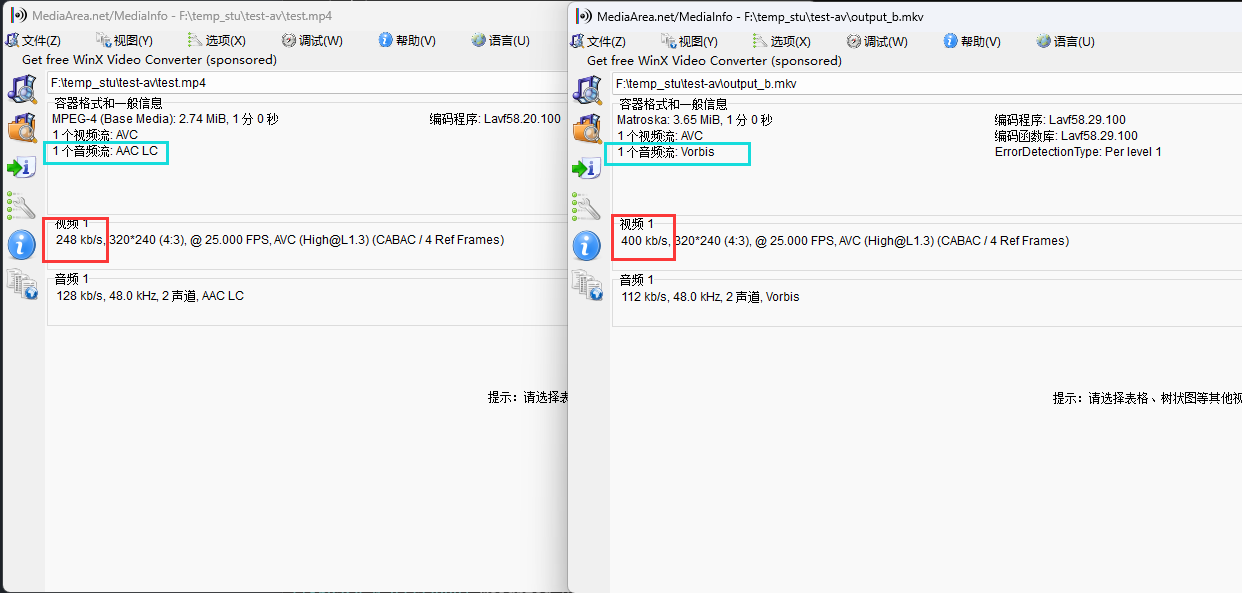 MediaArea.net/MediaInfo - F:\temp_stu\test-av\test.mp4
文件(Z) 视图(Y) 选项(X) 调试(W) 帮助(V) 语言(U)
Get free WinX Video Converter (sponsored)
F:\temp_stu\test-av\test.mp4
容器格式和一般信息
MPEG-4 (Base Media): 2.74 MiB, 1 分 0 秒
编码程序: Lavf58.20.100
1 个视频流: AVC
1 个音频流: AAC LC
视频 1
248 kb/s, 320*240 (4:3), @ 25.000 FPS, AVC (High@L1.3) (CABAC / 4 Ref Frames)
音频 1
128 kb/s, 48.0 kHz, 2 声道, AAC LC
提示：请选择表
MediaArea.net/MediaInfo - F:\temp_stu\test-av\output_b.mkv
文件(Z) 视图(Y) 选项(X) 调试(W) 帮助(V) 语言(U)
Get free WinX Video Converter (sponsored)
F:\temp_stu\test-av\output_b.mkv
容器格式和一般信息
Matroska: 3.65 MiB, 1 分 0 秒
编码程序: Lavf58.29.100
1 个视频流: AVC
编码函数库: Lavf58.29.100
1 个音频流: Vorbis
ErrorDetectionType: Per level 1
视频 1
400 kb/s, 320*240 (4:3), @ 25.000 FPS, AVC (High@L1.3) (CABAC / 4 Ref Frames)
音频 1
112 kb/s, 48.0 kHz, 2 声道, Vorbis
提示：请选择表格、树状图等其他视